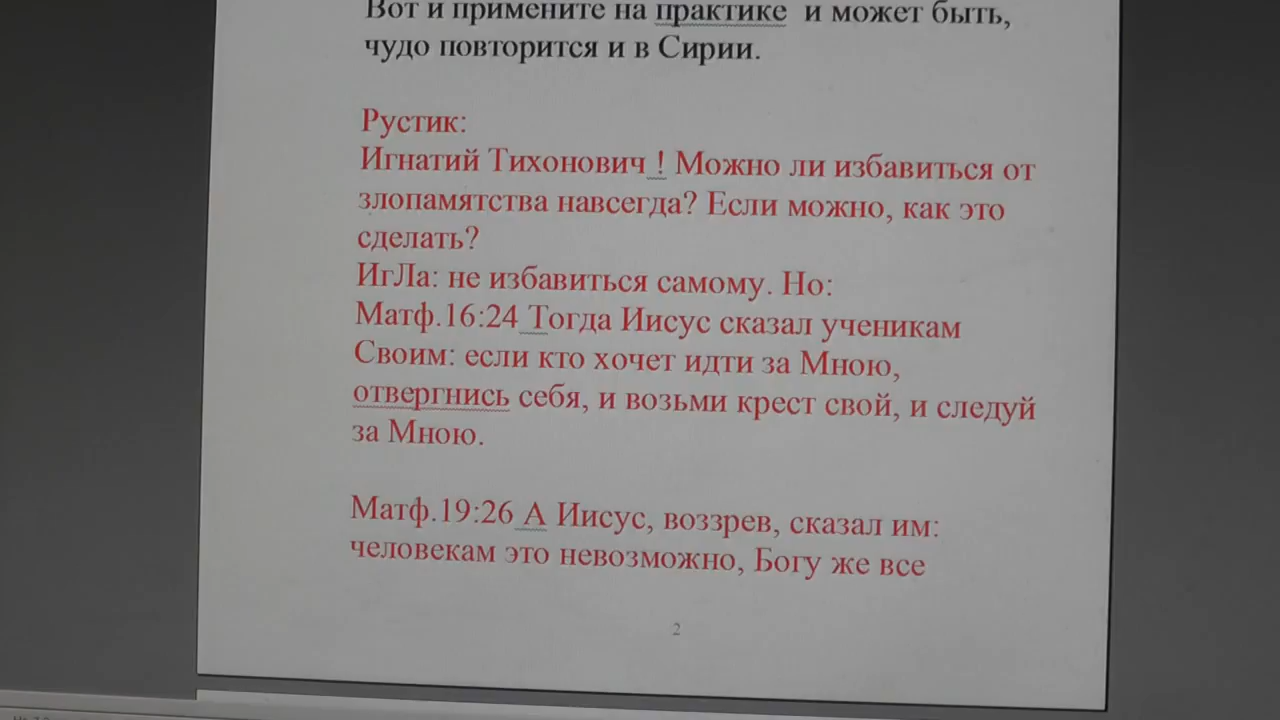 Вот и примените на практике и может быть,
чудо повторится и в Сирии.
Рустик:
Игнатий Тихонович ! Можно ли избавиться от
злопамятства навсегда? Если можно, как это
сделать?
ИгЛа: не избавиться самому. Но:
Матф.16:24 Тогда Иисус сказал ученикам
Своим: если кто хочет идти за Мною,
отвергнись себя, и возьми крест свой, и следуй
за Мною.
Матф.19:26 А Иисус, воззрев, сказал им:
человекам это невозможно, Богу же все
2